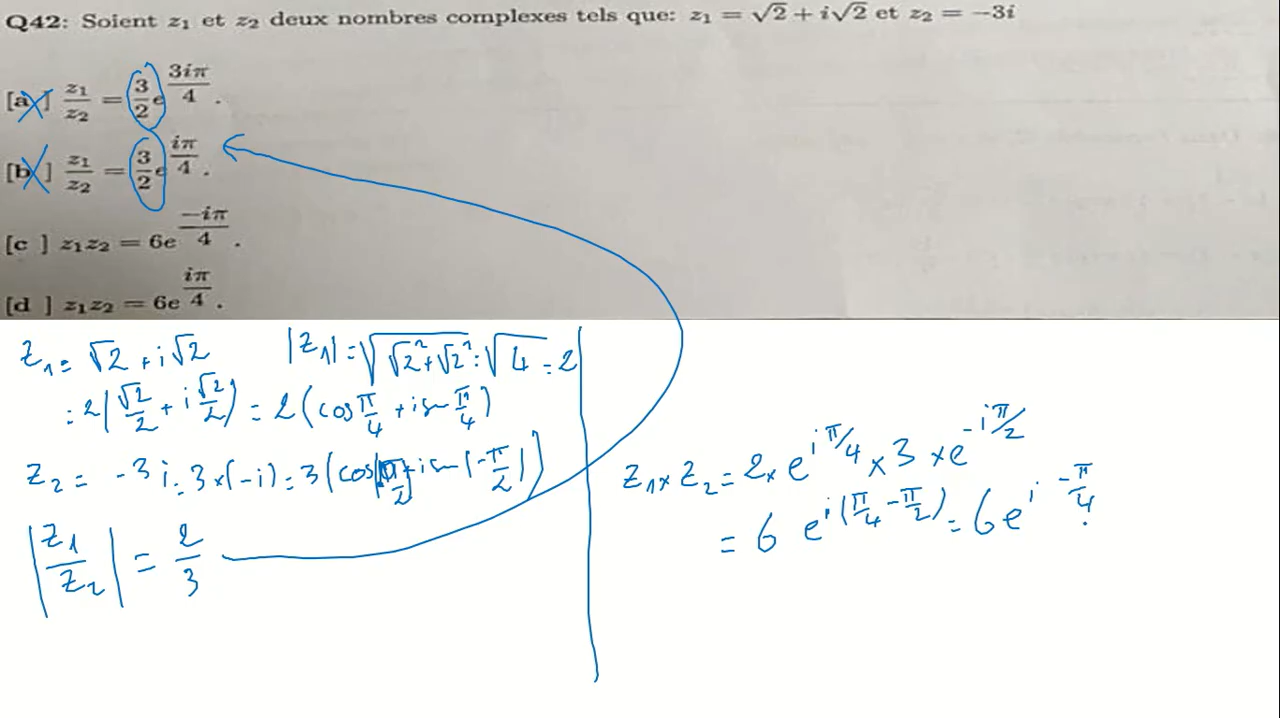 Q42: Soient z₁ et z₂ deux nombres complexes tels que: z₁ = √2 + i√2 et z₂ = −3i
[a ] z₁/z₂ = 3/2 e^(3iπ/4).
[b ] z₁/z₂ = 3/2 e^(iπ/4).
[c ] z₁z₂ = 6e^(−iπ/4).
[d ] z₁z₂ = 6e^(iπ/4).
Z₁ = √2 + i√2 |Z₁| = √(√2² + √2²) = √4 = 2
= 2(√2/2 + i√2/2) = 2(cos π/4 + i sin π/4)
Z₂ = −3i = 3×(−i) = 3(cos(π/2) + i sin(−π/2))
|Z₁/Z₂| = 2/3
Z₁ × Z₂ = 2 × e^(iπ/4) × 3 × e^(−iπ/2)
= 6 e^(i(π/4 − π/2)) = 6e^(i −π/4)